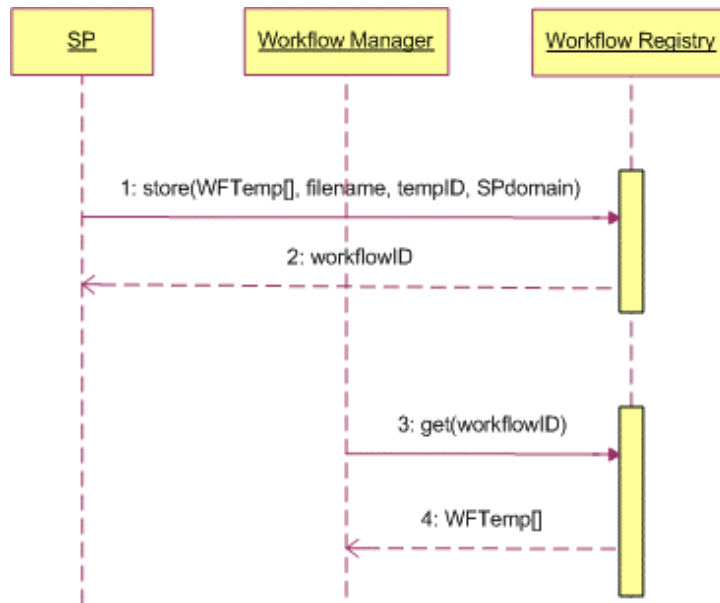 SP
Workflow Manager
Workflow Registry
1: store(WFTemp[], filename, tempID, SPdomain)
2: workflowID
3: get(workflowID)
4: WFTemp[]